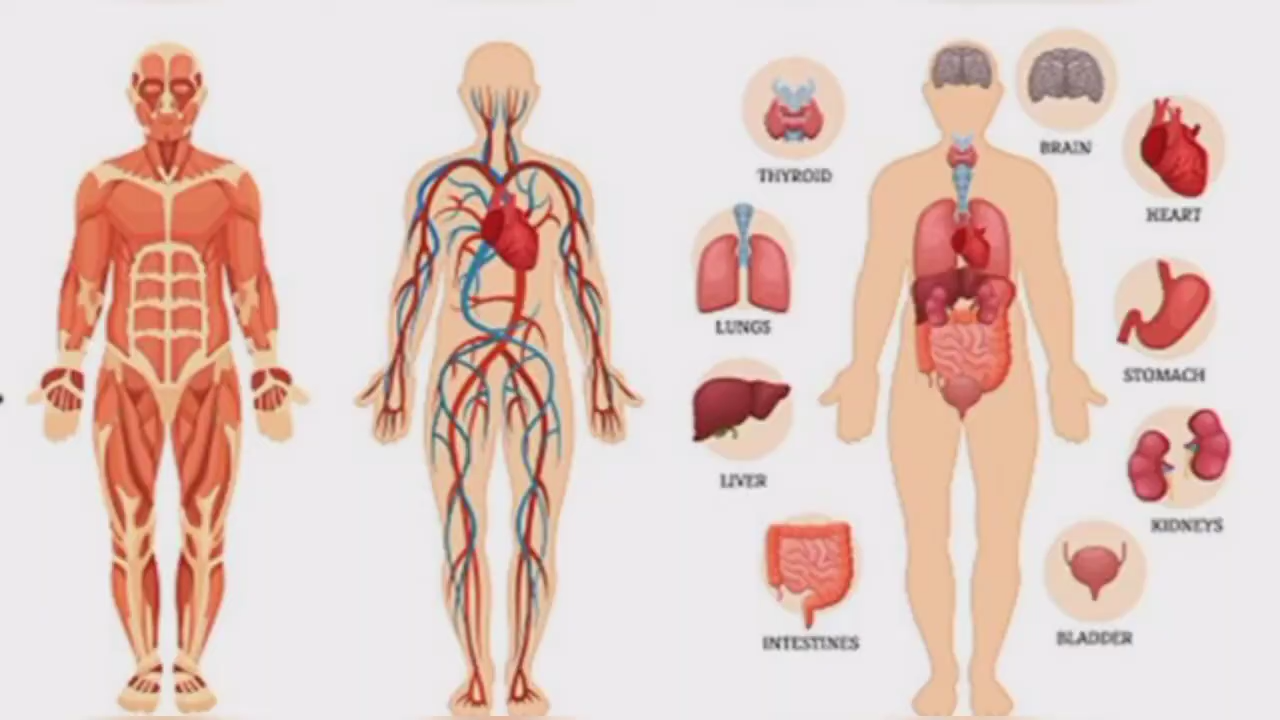 THYROID
BRAIN
HEART
LUNGS
STOMACH
LIVER
KIDNEYS
INTESTINES
BLADDER